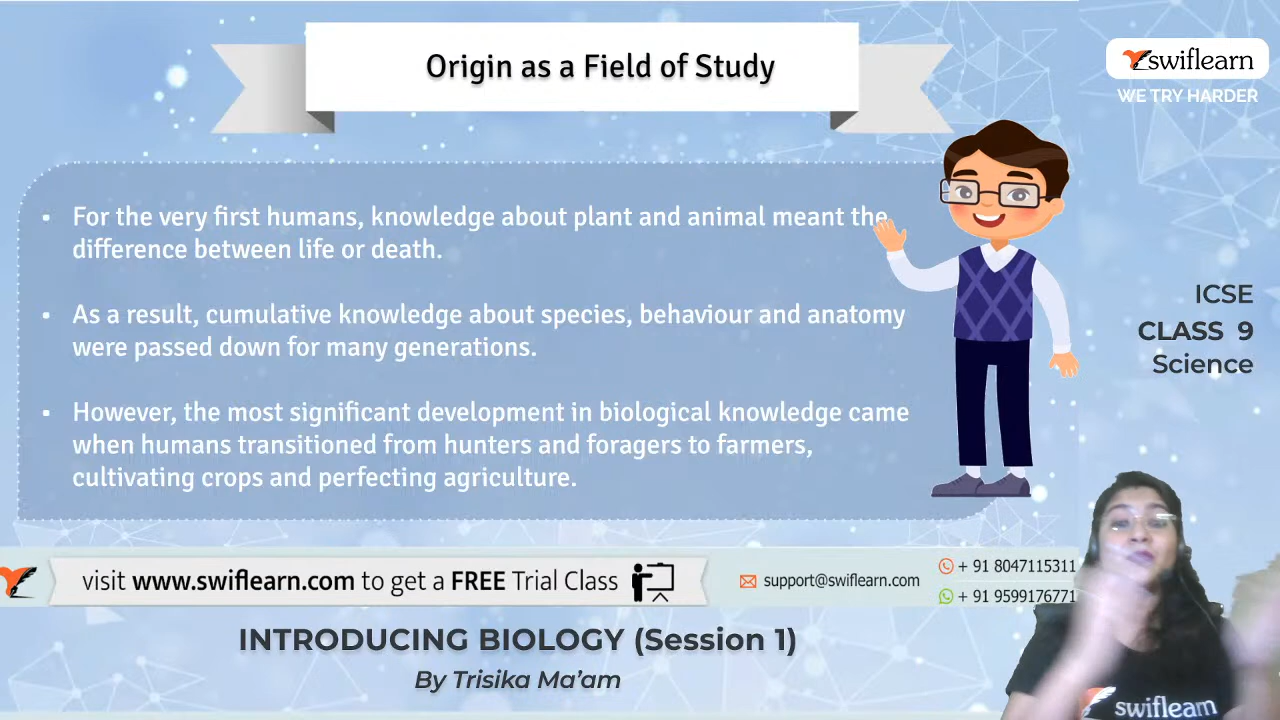 Origin as a Field of Study
swiflearn
WE TRY HARDER
▪ For the very first humans, knowledge about plant and animal meant the
difference between life or death.
▪ As a result, cumulative knowledge about species, behaviour and anatomy
were passed down for many generations.
▪ However, the most significant development in biological knowledge came
when humans transitioned from hunters and foragers to farmers,
cultivating crops and perfecting agriculture.
ICSE
CLASS 9
Science
visit www.swiflearn.com to get a FREE Trial Class
support@swiflearn.com
+ 91 8047115311
+ 91 9599176771
INTRODUCING BIOLOGY (Session 1)
By Trisika Ma’am
swiflearn